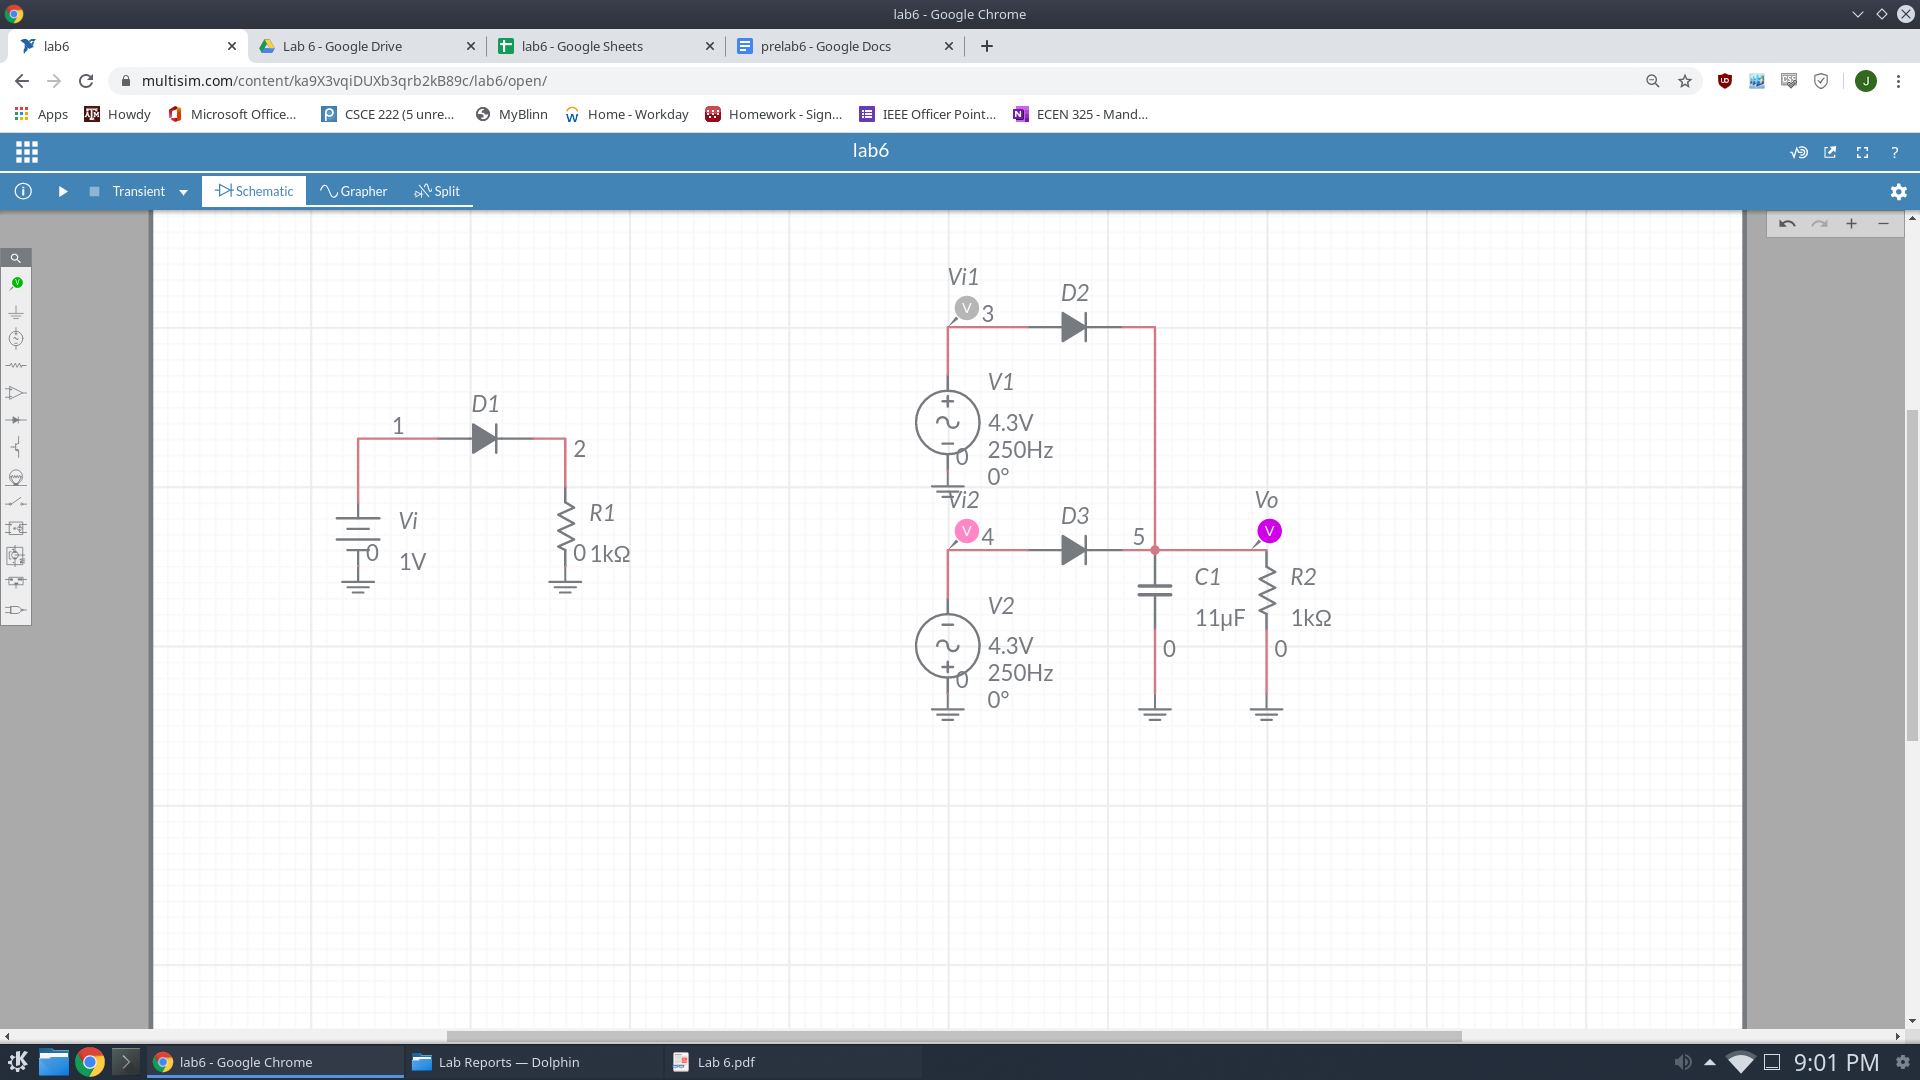 lab6 - Google Chrome
lab6
Lab 6 - Google Drive
lab6 - Google Sheets
prelab6 - Google Docs
multisim.com/content/ka9X3vqiDUXb3qrb2kB89c/lab6/open/
J
Apps
Howdy
Microsoft Office...
CSCE 222 (5 unre...
MyBlinn
Home - Workday
Homework - Sign...
IEEE Officer Point...
ECEN 325 - Mand...
lab6
?
Transient
Schematic
Grapher
Split
Vi1
V
3
D2
V1
4.3V
250Hz
0°
0
D1
1
2
Vi
1V
0
R1
1kΩ
0
Vi2
V
4
D3
5
Vo
V
V2
4.3V
250Hz
0°
0
C1
11µF
0
R2
1kΩ
0
lab6 - Google Chrome
Lab Reports — Dolphin
Lab 6.pdf
9:01 PM